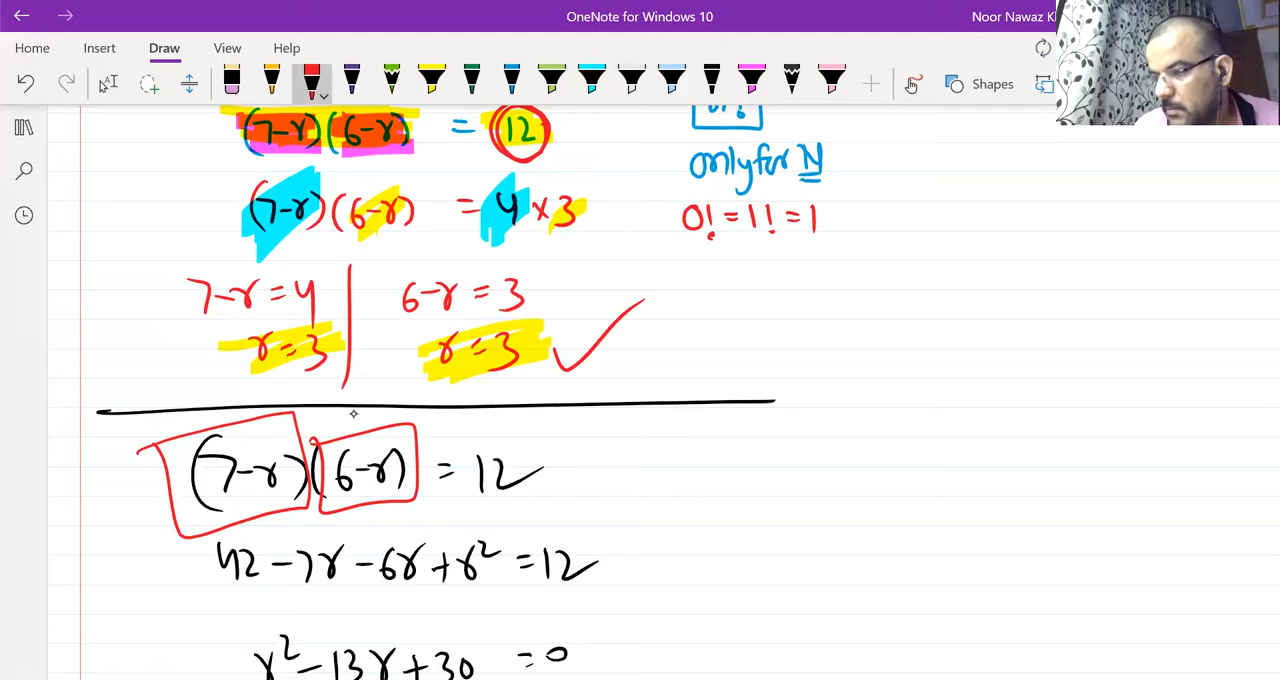 OneNote for Windows 10
Noor Nawaz K
Home Insert Draw View Help
Shapes
(7-r)(6-r) = 12
only for N
(7-r)(6-r) = 4 × 3
0! = 1! = 1
7-r = 4 6-r = 3
r = 3 r = 3
(7-r)(6-r) = 12
42 - 7r - 6r + r² = 12
r² - 13r + 30 = 0